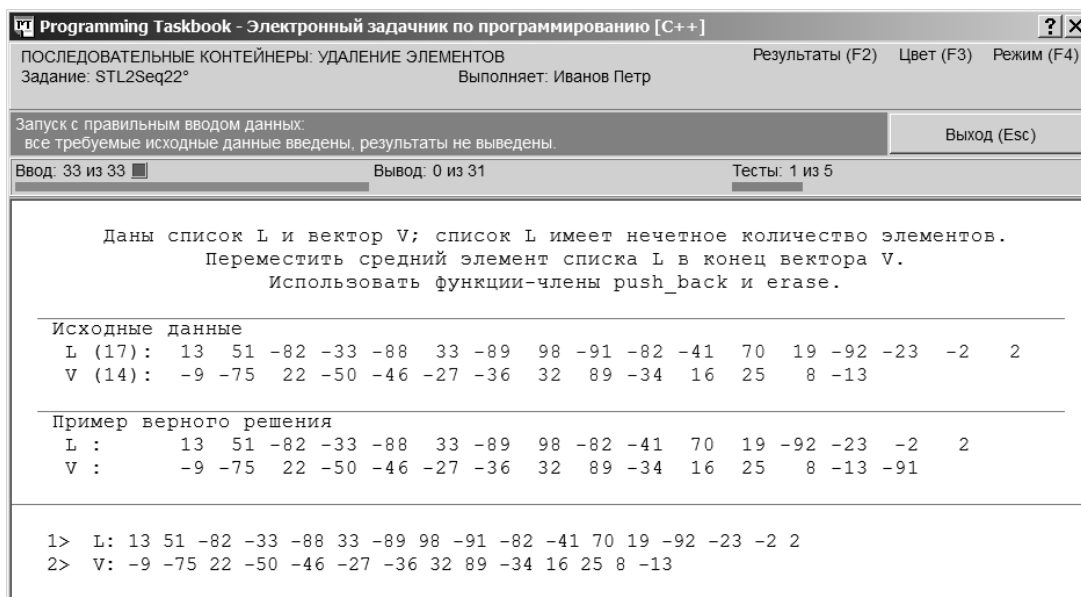 Programming Taskbook - Электронный задачник по программированию [C++]
ПОСЛЕДОВАТЕЛЬНЫЕ КОНТЕЙНЕРЫ: УДАЛЕНИЕ ЭЛЕМЕНТОВ Результаты (F2) Цвет (F3) Режим (F4)
Задание: STL2Seq22° Выполняет: Иванов Петр
Запуск с правильным вводом данных:
все требуемые исходные данные введены, результаты не выведены.
Выход (Esc)
Ввод: 33 из 33 Вывод: 0 из 31 Тесты: 1 из 5
Даны список L и вектор V; список L имеет нечетное количество элементов.
Переместить средний элемент списка L в конец вектора V.
Использовать функции-члены push_back и erase.
Исходные данные
L (17): 13 51 -82 -33 -88 33 -89 98 -91 -82 -41 70 19 -92 -23 -2 2
V (14): -9 -75 22 -50 -46 -27 -36 32 89 -34 16 25 8 -13
Пример верного решения
L : 13 51 -82 -33 -88 33 -89 98 -82 -41 70 19 -92 -23 -2 2
V : -9 -75 22 -50 -46 -27 -36 32 89 -34 16 25 8 -13 -91
1> L: 13 51 -82 -33 -88 33 -89 98 -91 -82 -41 70 19 -92 -23 -2 2
2> V: -9 -75 22 -50 -46 -27 -36 32 89 -34 16 25 8 -13